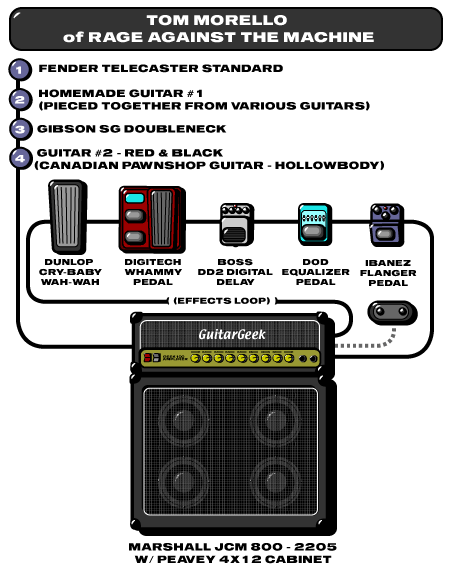 TOM MORELLO
of RAGE AGAINST THE MACHINE
1 FENDER TELECASTER STANDARD
2 HOMEMADE GUITAR #1
(PIECED TOGETHER FROM VARIOUS GUITARS)
3 GIBSON SG DOUBLENECK
4 GUITAR #2 - RED & BLACK
(CANADIAN PAWNSHOP GUITAR - HOLLOWBODY)
DUNLOP
CRY-BABY
WAH-WAH
DIGITECH
WHAMMY
PEDAL
BOSS
DD2 DIGITAL
DELAY
DOD
EQUALIZER
PEDAL
IBANEZ
FLANGER
PEDAL
(EFFECTS LOOP)
GuitarGeek
MARSHALL JCM 800 - 2205
W/ PEAVEY 4X12 CABINET